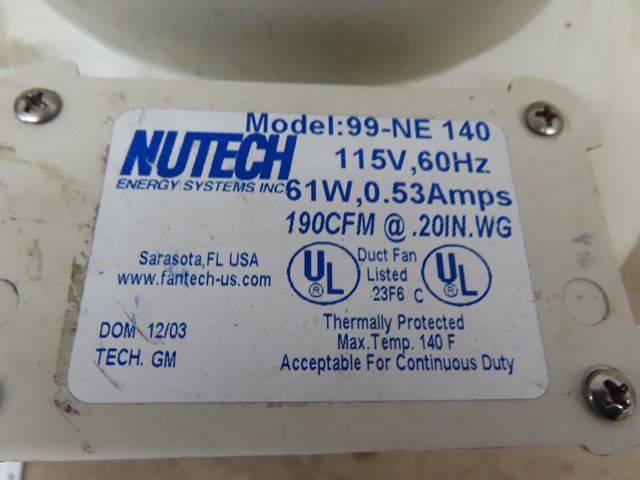 Model:99-NE 140
NUTECH
ENERGY SYSTEMS INC.
115V,60Hz
61W,0.53Amps
190CFM @ .20IN.WG
Sarasota,FL USA
www.fantech-us.com
UL
®
Duct Fan
Listed
23F6 C
UL
®
DOM 12/03
TECH. GM
Thermally Protected
Max.Temp. 140 F
Acceptable For Continuous Duty